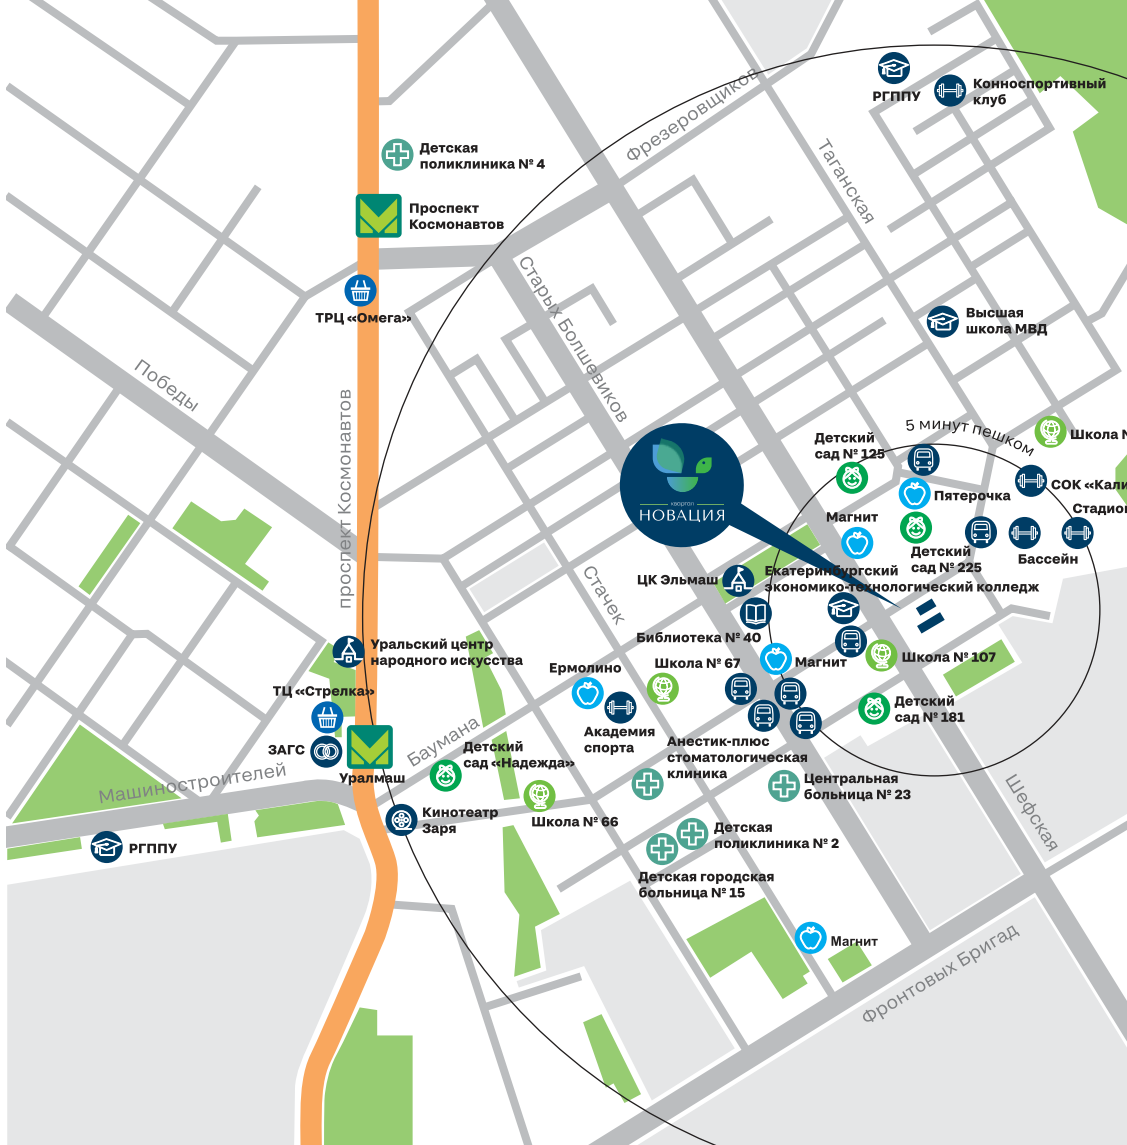 Фрезеровщиков
РГППУ
Конноспортивный
клуб
Таганская
Детская
поликлиника № 4
Проспект
Космонавтов
ТРЦ «Омега»
Старых Большевиков
Высшая
школа МВД
Победы
проспект Космонавтов
5 минут пешком
Школа №
Детский
сад № 125
СОК «Кали
Пятерочка
Стадион
квартал
НОВАЦИЯ
Магнит
Детский
сад № 225
Бассейн
ЦК Эльмаш
Екатеринбургский
экономико-технологический колледж
Стачек
Библиотека № 40
Уральский центр
народного искусства
Ермолино
Школа № 67
Магнит
Школа № 107
ТЦ «Стрелка»
Детский
сад № 181
Академия
спорта
ЗАГС
Баумана
Детский
сад «Надежда»
Анестик-плюс
стоматологическая
клиника
Уралмаш
Машиностроителей
Центральная
больница № 23
Шефская
Кинотеатр
Заря
Школа № 66
РГППУ
Детская
поликлиника № 2
Детская городская
больница № 15
Магнит
Фронтовых Бригад